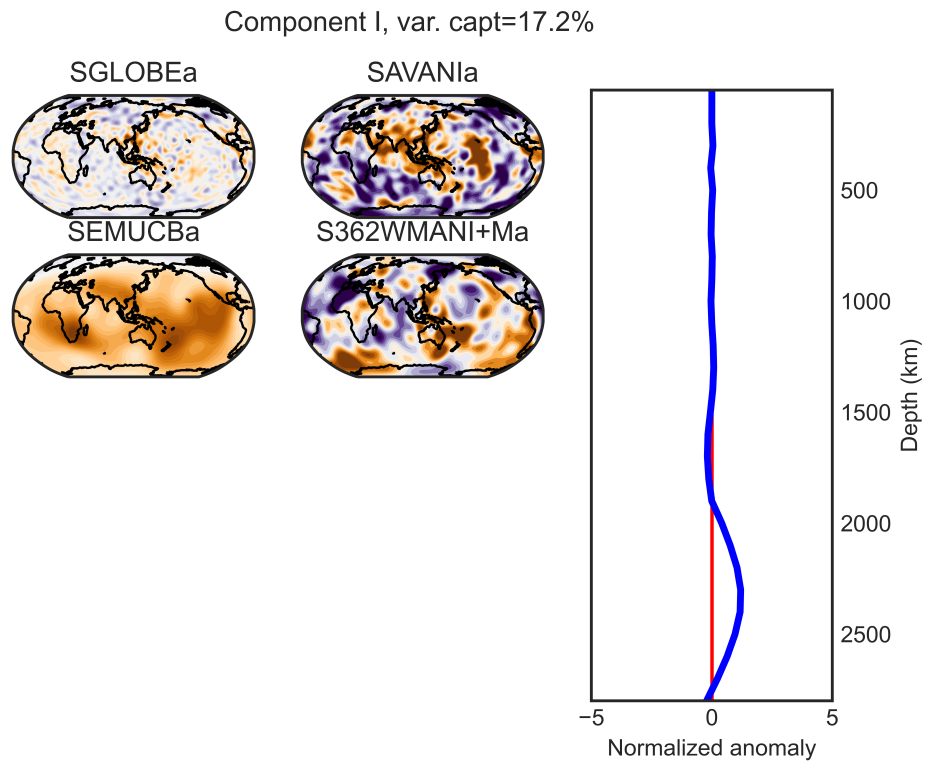 Component I, var. capt=17.2%
SGLOBEa
SAVANIa
SEMUCBa
S362WMANI+Ma
500
1000
1500
2000
2500
Depth (km)
−5
0
5
Normalized anomaly